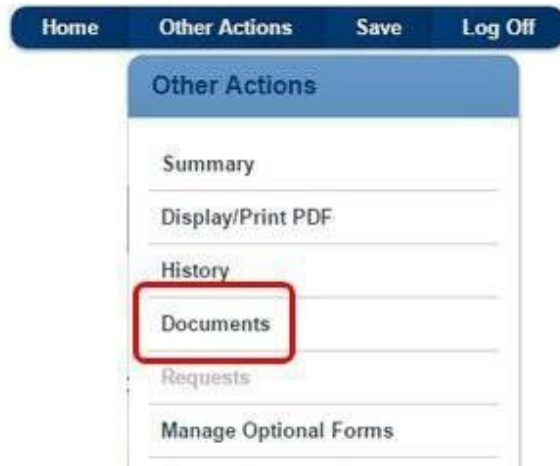 Home Other Actions Save Log Off
Other Actions
Summary
Display/Print PDF
History
Documents
Requests
Manage Optional Forms